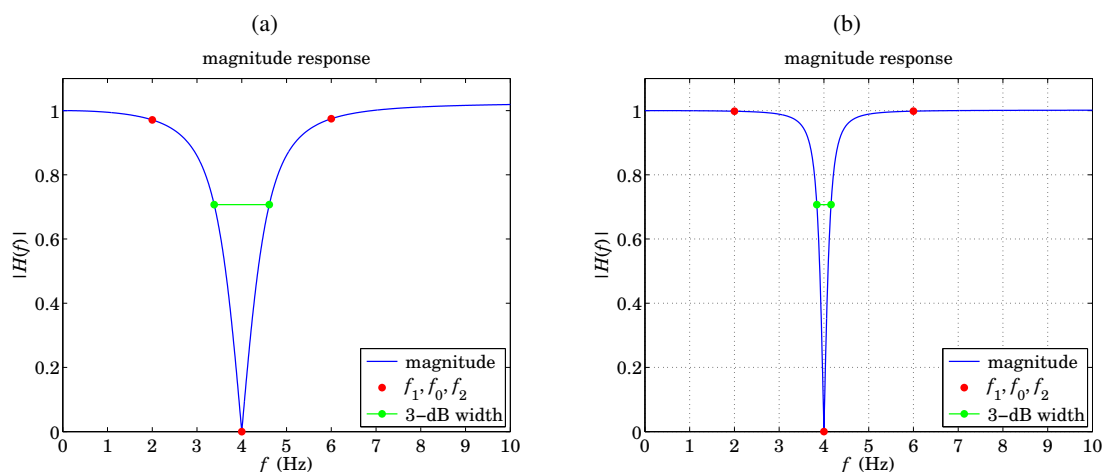 (a)
magnitude response
1
0.8
0.6
0.4
0.2
0
|H(f)|
0 1 2 3 4 5 6 7 8 9 10
f (Hz)
magnitude
f1, f0, f2
3−dB width
(b)
magnitude response
1
0.8
0.6
0.4
0.2
0
|H(f)|
0 1 2 3 4 5 6 7 8 9 10
f (Hz)
magnitude
f1, f0, f2
3−dB width